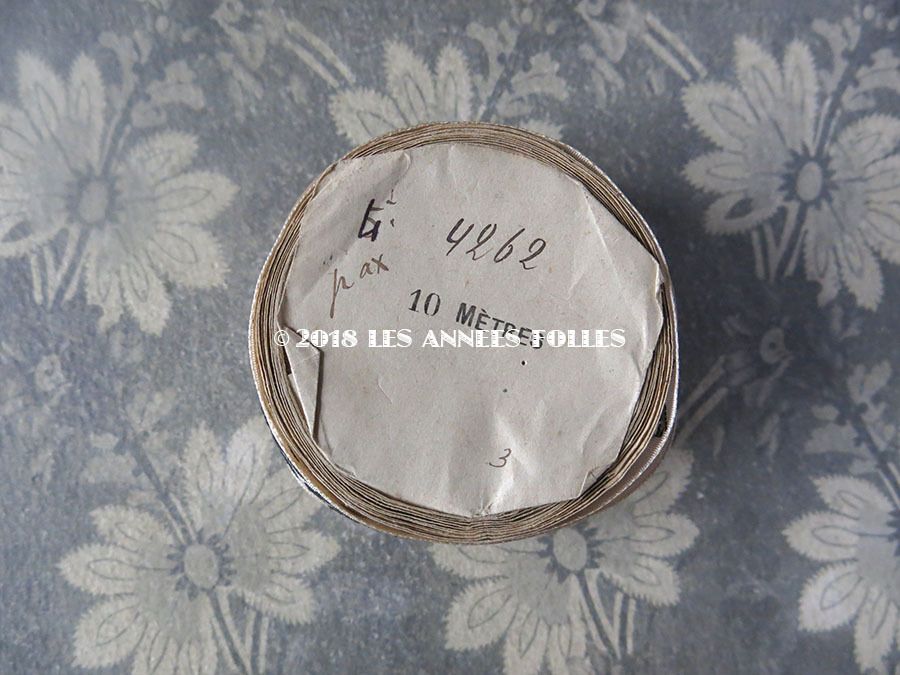 4262
pax
10 MÈTRES
© 2018 LES ANNEES FOLLES
3